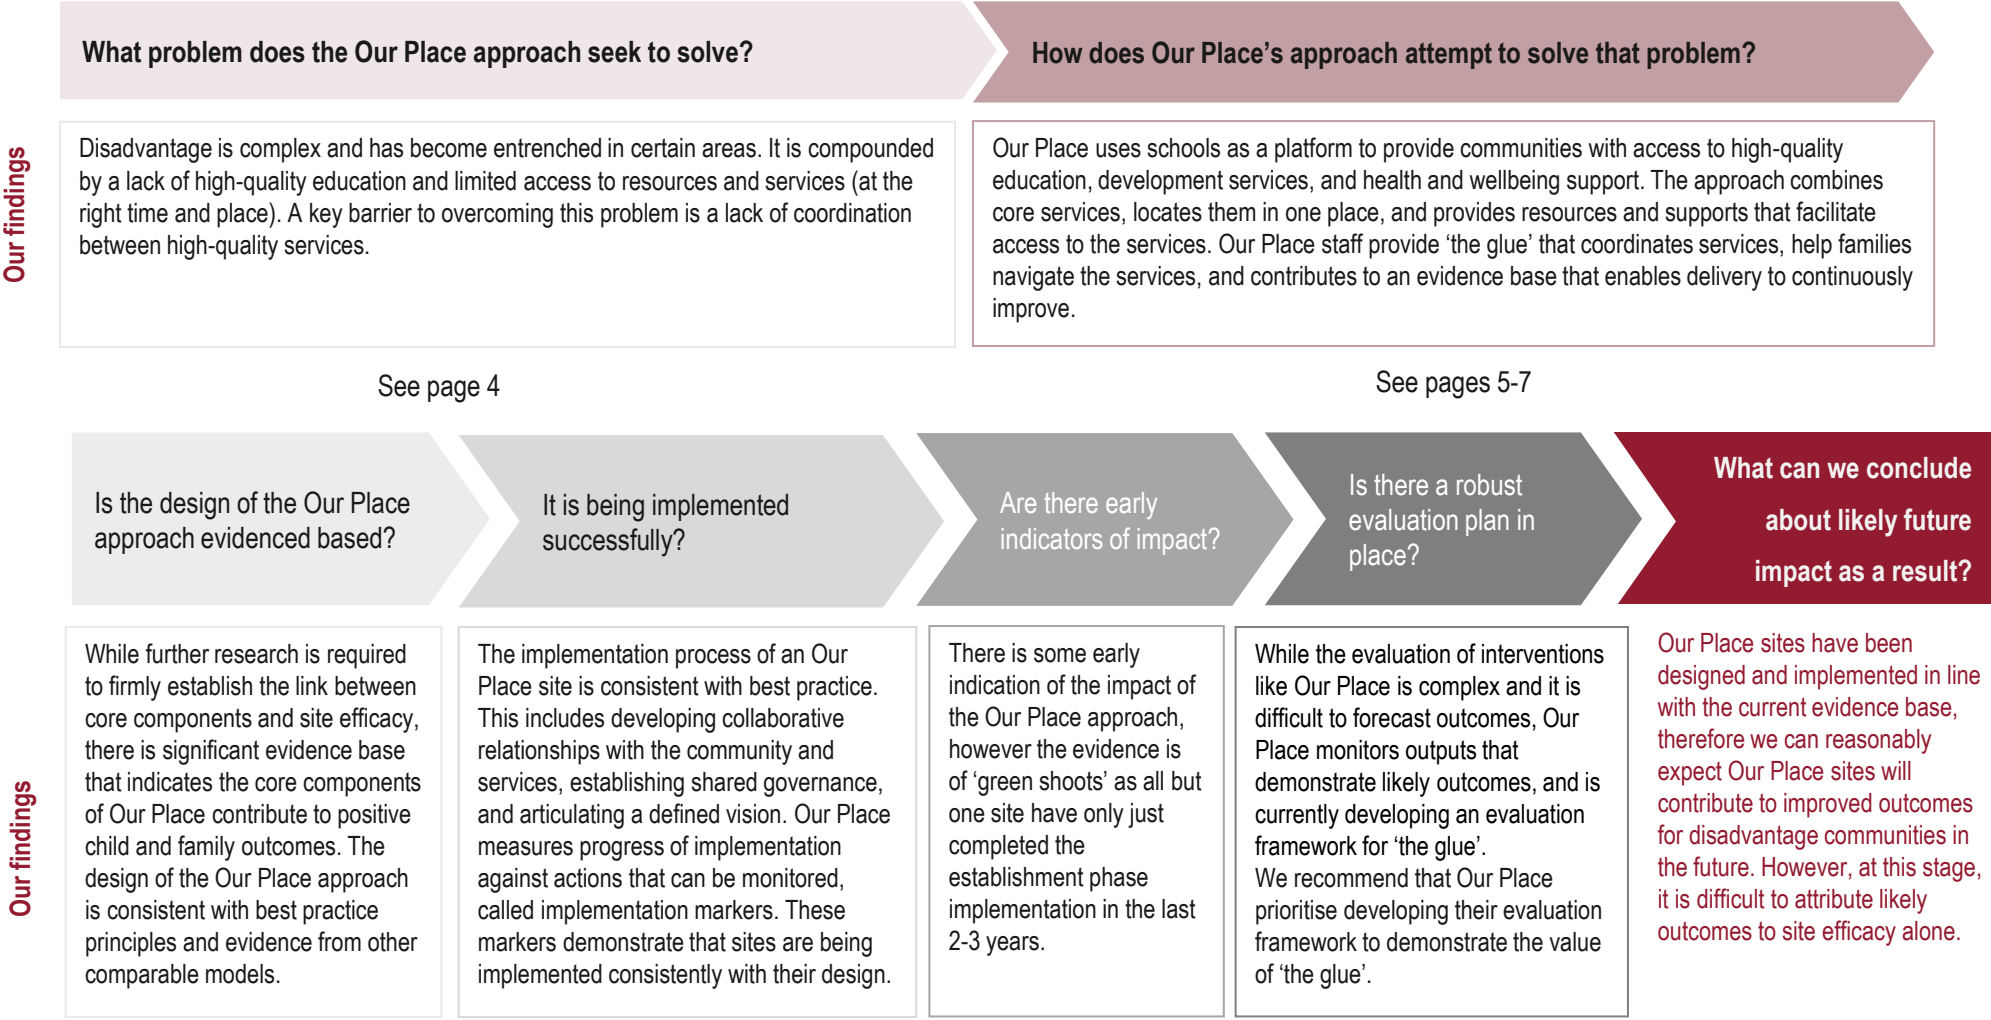 What problem does the Our Place approach seek to solve?
How does Our Place’s approach attempt to solve that problem?
Our findings
Disadvantage is complex and has become entrenched in certain areas. It is compounded
by a lack of high-quality education and limited access to resources and services (at the
right time and place). A key barrier to overcoming this problem is a lack of coordination
between high-quality services.
Our Place uses schools as a platform to provide communities with access to high-quality
education, development services, and health and wellbeing support. The approach combines
core services, locates them in one place, and provides resources and supports that facilitate
access to the services. Our Place staff provide ‘the glue’ that coordinates services, help families
navigate the services, and contributes to an evidence base that enables delivery to continuously
improve.
See page 4
See pages 5-7
Is the design of the Our Place
approach evidenced based?
It is being implemented
successfully?
Are there early
indicators of impact?
Is there a robust
evaluation plan in
place?
What can we conclude
about likely future
impact as a result?
Our findings
While further research is required
to firmly establish the link between
core components and site efficacy,
there is significant evidence base
that indicates the core components
of Our Place contribute to positive
child and family outcomes. The
design of the Our Place approach
is consistent with best practice
principles and evidence from other
comparable models.
The implementation process of an Our
Place site is consistent with best practice.
This includes developing collaborative
relationships with the community and
services, establishing shared governance,
and articulating a defined vision. Our Place
measures progress of implementation
against actions that can be monitored,
called implementation markers. These
markers demonstrate that sites are being
implemented consistently with their design.
There is some early
indication of the impact of
the Our Place approach,
however the evidence is
of ‘green shoots’ as all but
one site have only just
completed the
establishment phase
implementation in the last
2-3 years.
While the evaluation of interventions
like Our Place is complex and it is
difficult to forecast outcomes, Our
Place monitors outputs that
demonstrate likely outcomes, and is
currently developing an evaluation
framework for ‘the glue’.
We recommend that Our Place
prioritise developing their evaluation
framework to demonstrate the value
of ‘the glue’.
Our Place sites have been
designed and implemented in line
with the current evidence base,
therefore we can reasonably
expect Our Place sites will
contribute to improved outcomes
for disadvantage communities in
the future. However, at this stage,
it is difficult to attribute likely
outcomes to site efficacy alone.